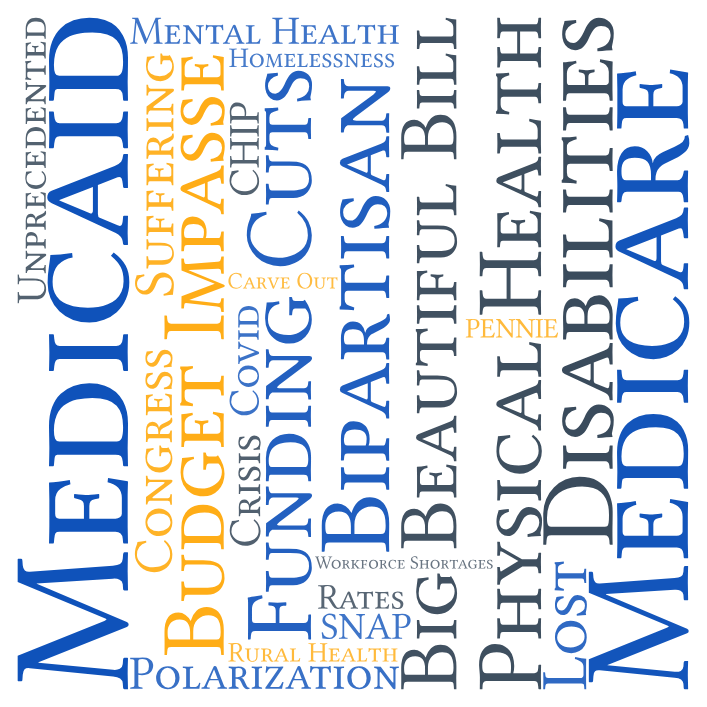 Unprecedented
Medicaid
Mental Health
Homelessness
Suffering
Budget Impasse
CHIP
Funding Cuts
Bipartisan
Big Beautiful Bill
Physical Health
Disabilities
Medicare
Carve Out
Covid
PENNIE
Congress
Crisis
Workforce Shortages
Rates
SNAP
Lost
Rural Health
Polarization